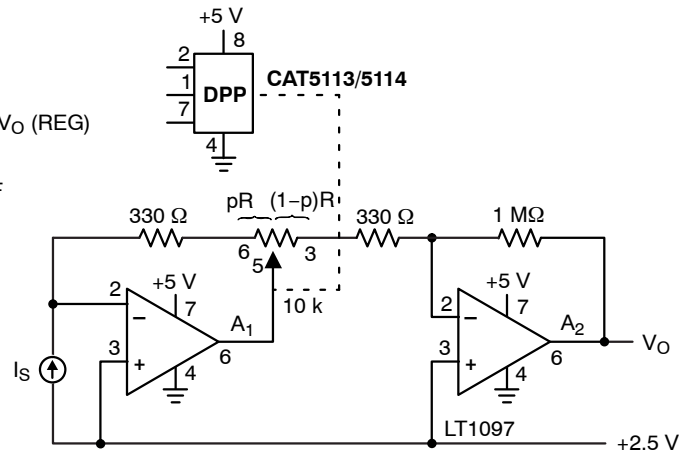 +5 V
8
2
1
7
DPP
4
CAT5113/5114
V_O (REG)
pR (1−p)R
330 Ω
330 Ω
1 MΩ
6
5
3
10 k
+5 V
2
7
−
3
+
A_1
6
4
I_S
+5 V
2
7
−
3
+
A_2
6
4
V_O
LT1097
+2.5 V